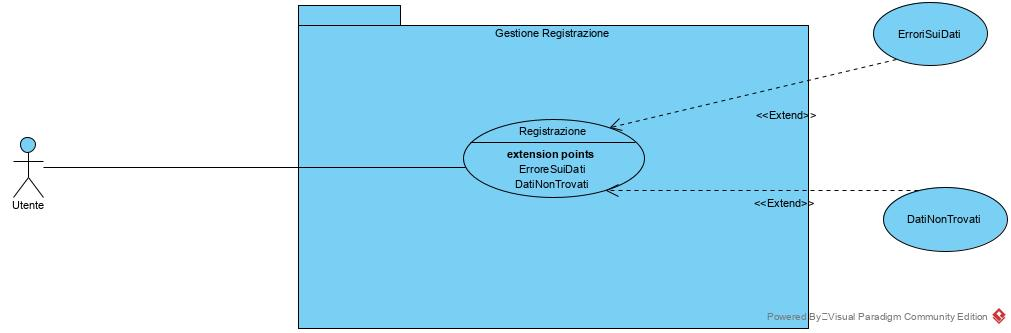 Gestione Registrazione
ErroriSuiDati
<<Extend>>
Registrazione
extension points
ErroreSuiDati
DatiNonTrovati
Utente
<<Extend>>
DatiNonTrovati
Powered By Visual Paradigm Community Edition